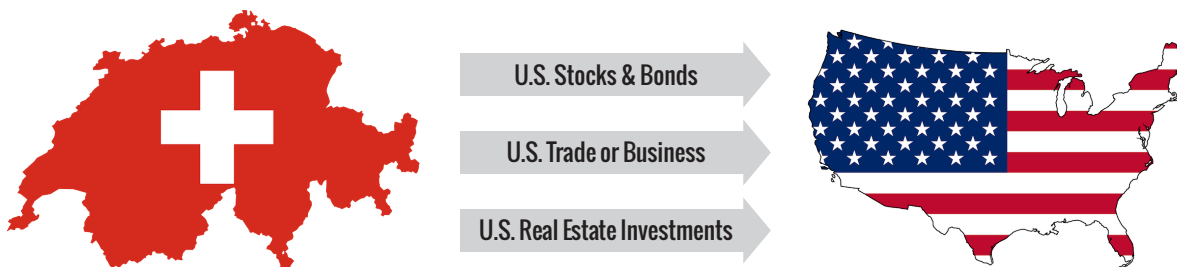 U.S. Stocks & Bonds
U.S. Trade or Business
U.S. Real Estate Investments